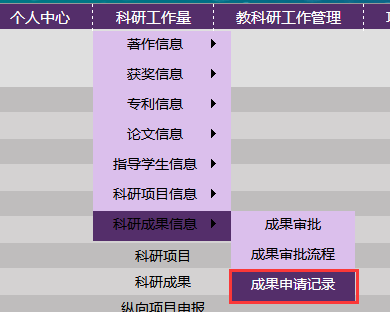 个人中心 科研工作量 教科研工作管理
著作信息
获奖信息
专利信息
论文信息
指导学生信息
科研项目信息
科研成果信息 成果审批
科研项目 成果审批流程
科研成果 成果申请记录
纵向项目申报